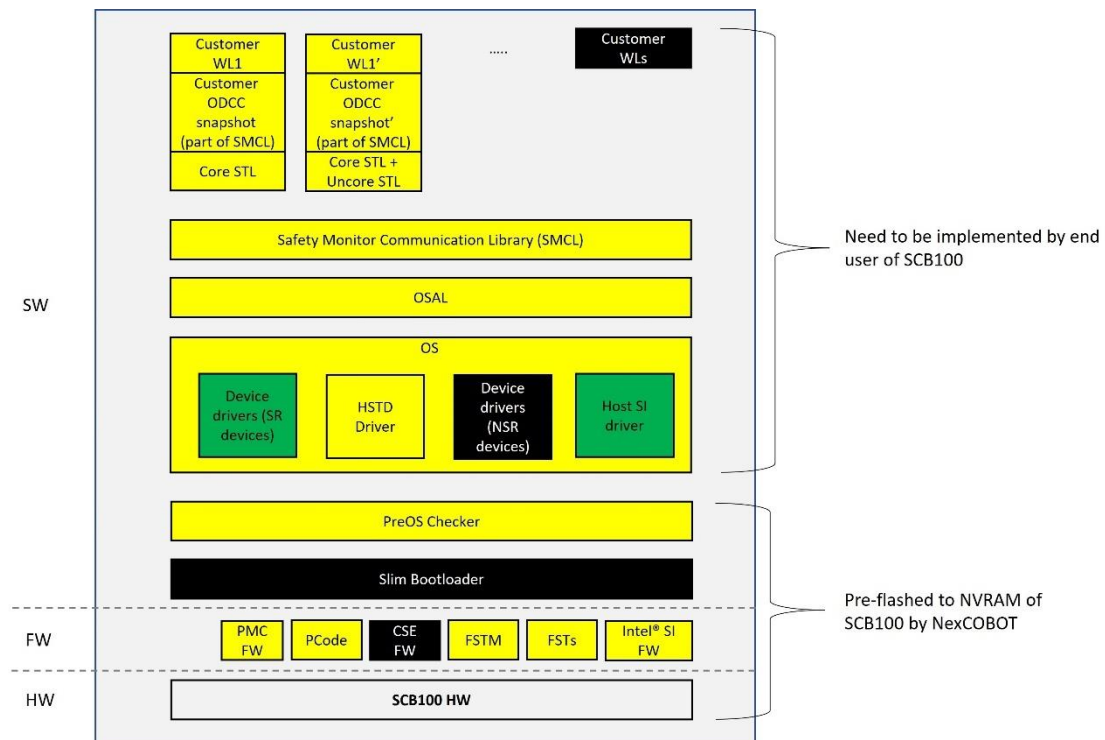 Customer
WL1
Customer
ODCC
snapshot
(part of SMCL)
Core STL
Customer
WL1’
Customer
ODCC
snapshot’
(part of SMCL)
Core STL +
Uncore STL
.....
Customer
WLs
Safety Monitor Communication Library (SMCL)
OSAL
OS
Device
drivers (SR
devices)
HSTD
Driver
Device
drivers
(NSR
devices)
Host SI
driver
SW
Need to be implemented by end
user of SCB100
PreOS Checker
Slim Bootloader
FW
PMC
FW
PCode
CSE
FW
FSTM
FSTs
Intel® SI
FW
Pre-flashed to NVRAM of
SCB100 by NexCOBOT
HW
SCB100 HW